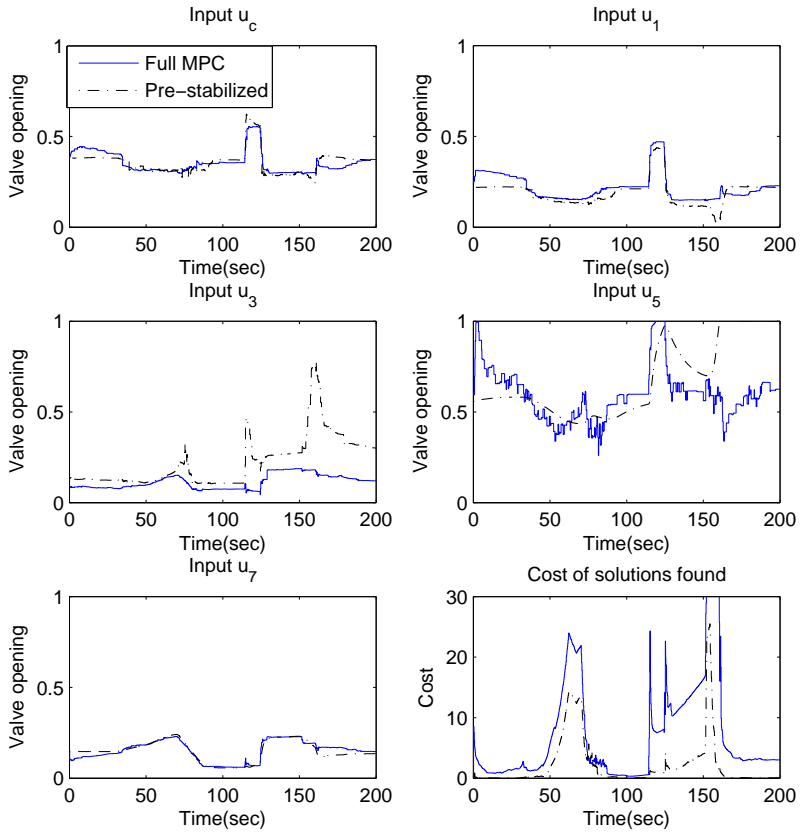 Input u_c
1
0.5
0
Valve opening
Full MPC
Pre−stabilized
0 50 100 150 200
Time(sec)
Input u_1
1
0.5
0
Valve opening
0 50 100 150 200
Time(sec)
Input u_3
1
0.5
0
Valve opening
0 50 100 150 200
Time(sec)
Input u_5
1
0.5
0
Valve opening
0 50 100 150 200
Time(sec)
Input u_7
1
0.5
0
Valve opening
0 50 100 150 200
Time(sec)
Cost of solutions found
30
20
10
0
Cost
0 50 100 150 200
Time(sec)